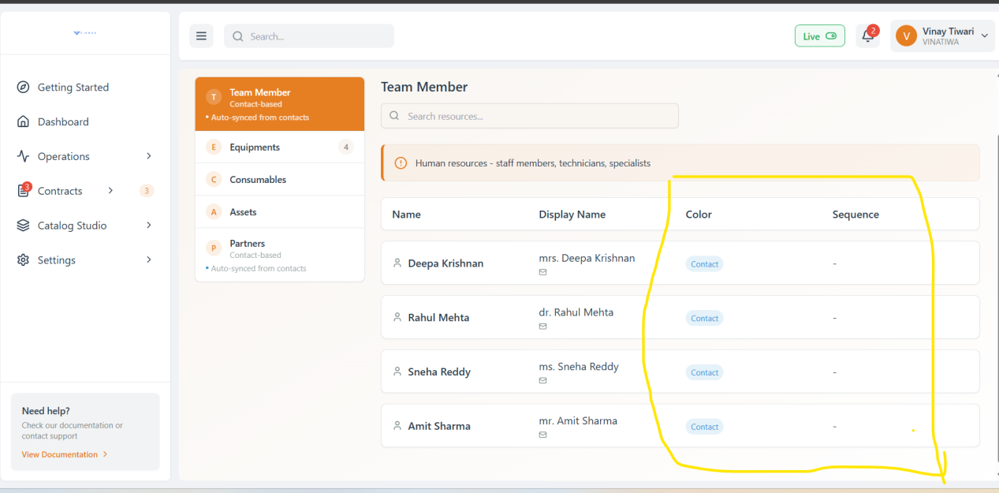 Search...
Live
2
V
Vinay Tiwari
VINATIWA
Getting Started
Dashboard
Operations
3
Contracts
3
Catalog Studio
Settings
Need help?
Check our documentation or
contact support
View Documentation
T
Team Member
Contact-based
• Auto-synced from contacts
E
Equipments
4
C
Consumables
A
Assets
P
Partners
Contact-based
• Auto-synced from contacts
Team Member
Search resources...
Human resources - staff members, technicians, specialists
Name Display Name Color Sequence
Deepa Krishnan mrs. Deepa Krishnan Contact -
Rahul Mehta dr. Rahul Mehta Contact -
Sneha Reddy ms. Sneha Reddy Contact -
Amit Sharma mr. Amit Sharma Contact -